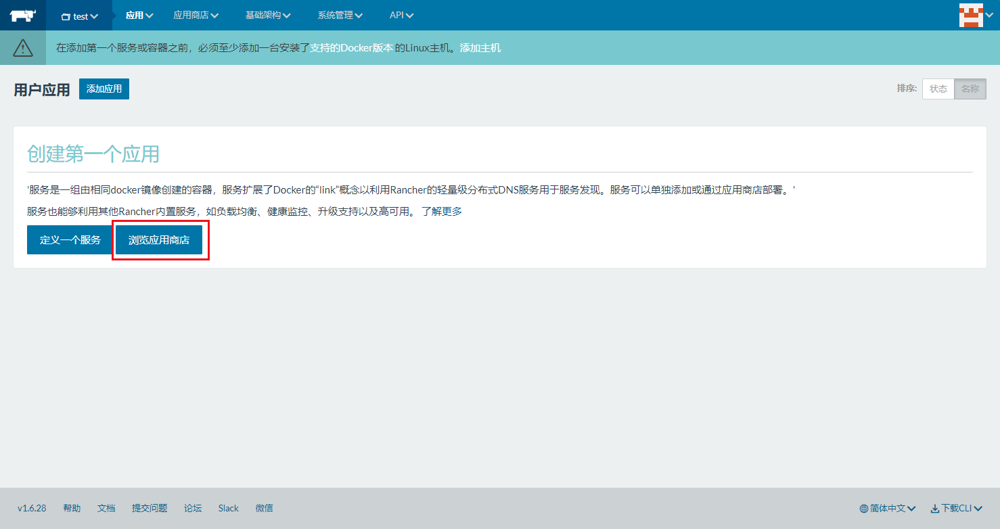 test 应用 应用商店 基础架构 系统管理 API
在添加第一个服务或容器之前，必须至少添加一台安装了支持的Docker版本 的Linux主机。添加主机
用户应用 添加应用 排序: 状态 名称
创建第一个应用
'服务是一组由相同docker镜像创建的容器，服务扩展了Docker的“link”概念以利用Rancher的轻量级分布式DNS服务用于服务发现。服务可以单独添加或通过应用商店部署。'
服务也能够利用其他Rancher内置服务，如负载均衡、健康监控、升级支持以及高可用。 了解更多
定义一个服务 浏览应用商店
v1.6.28 帮助 文档 提交问题 论坛 Slack 微信 简体中文 下载CLI